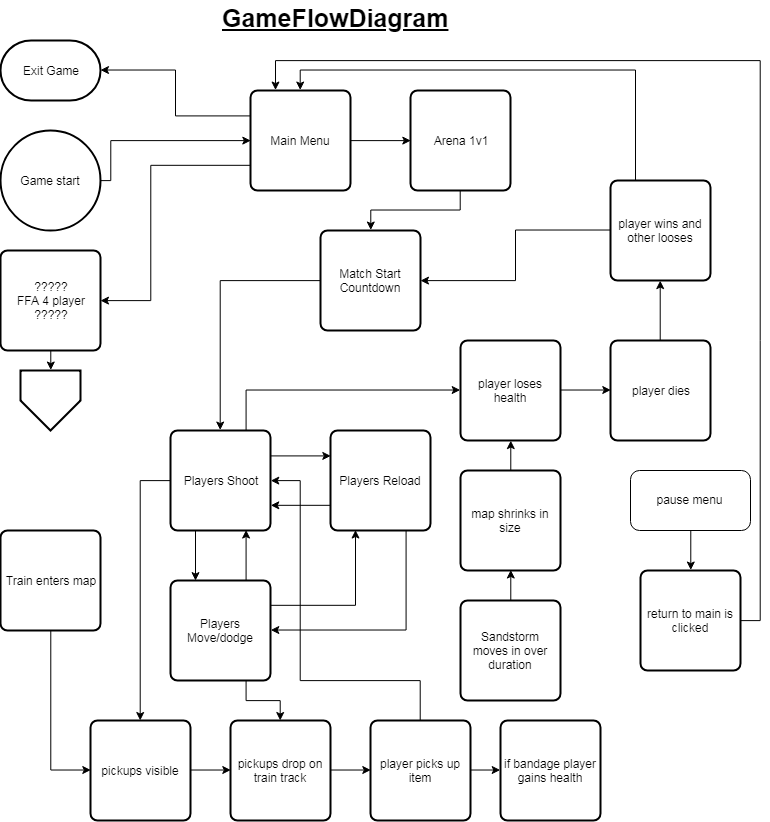 GameFlowDiagram
Exit Game
Main Menu
Arena 1v1
Game start
player wins and
other looses
?????
FFA 4 player
?????
Match Start
Countdown
player loses
health
player dies
Players Shoot
Players Reload
map shrinks in
size
pause menu
Train enters map
Players
Move/dodge
Sandstorm
moves in over
duration
return to main is
clicked
pickups visible
pickups drop on
train track
player picks up
item
if bandage player
gains health